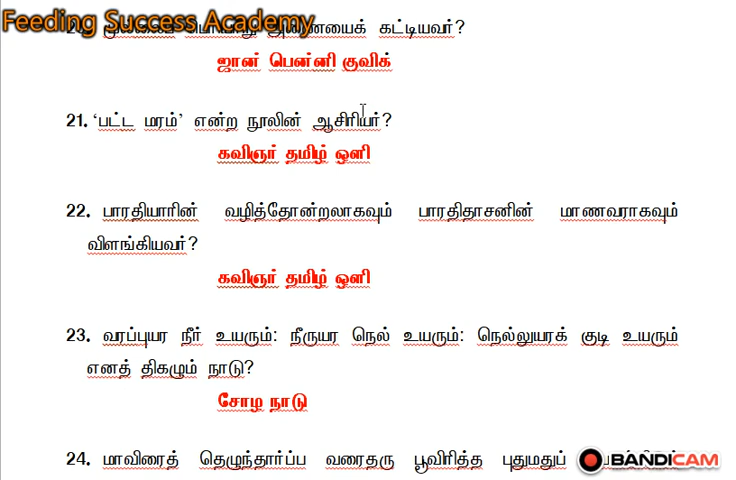 Feeding Success Academy
கட்டியவர்?
ஜான் பென்னி குவிக்
21. ‘பட்ட மரம்’ என்ற நூலின் ஆசிரியர்?
கவிஞர் தமிழ் ஒளி
22. பாரதியாரின் வழித்தோன்றலாகவும் பாரதிதாசனின் மாணவராகவும்
விளங்கியவர்?
கவிஞர் தமிழ் ஒளி
23. வரப்புயர நீர் உயரும்: நீருயர நெல் உயரும்: நெல்லுயரக் குடி உயரும்
எனத் திகழும் நாடு?
சோழ நாடு
24. மாவிரைத் தெழுந்தார்ப்ப வரைதரு பூவிரித்த புதுமதுப்
BANDICAM